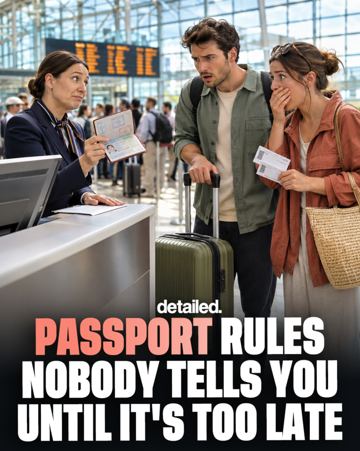 detailed.
PASSPORT RULES
NOBODY TELLS YOU
UNTIL IT'S TOO LATE